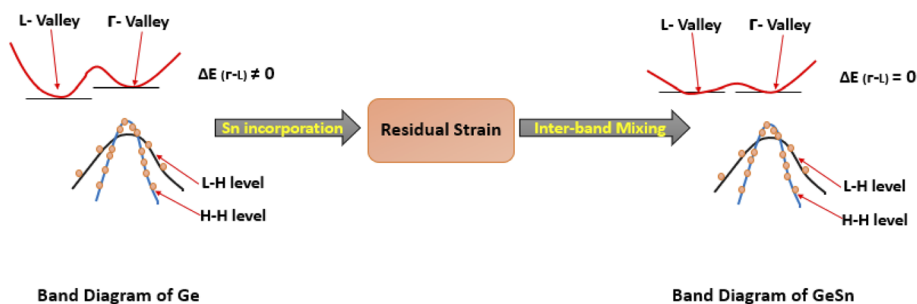 L- Valley
Γ- Valley
ΔE (Γ-L) ≠ 0
L-H level
H-H level
Band Diagram of Ge
Sn incorporation
Residual Strain
Inter-band Mixing
L- Valley
Γ- Valley
ΔE (Γ-L) = 0
L-H level
H-H level
Band Diagram of GeSn